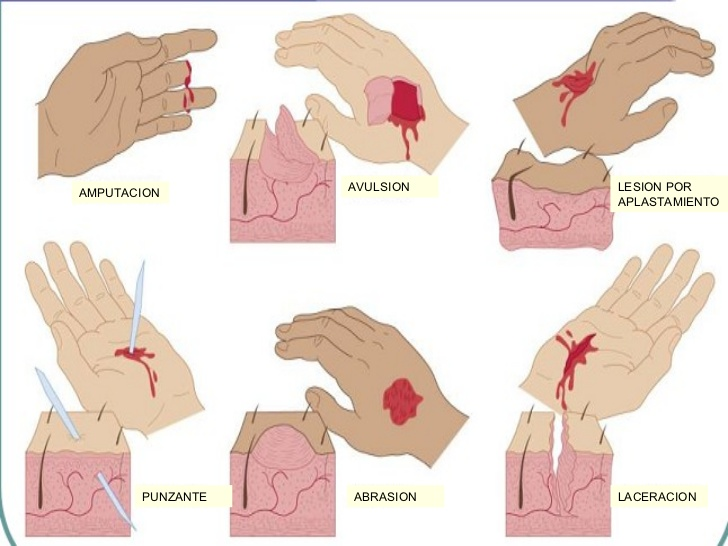 AMPUTACION
AVULSION
LESION POR
APLASTAMIENTO
PUNZANTE
ABRASION
LACERACION